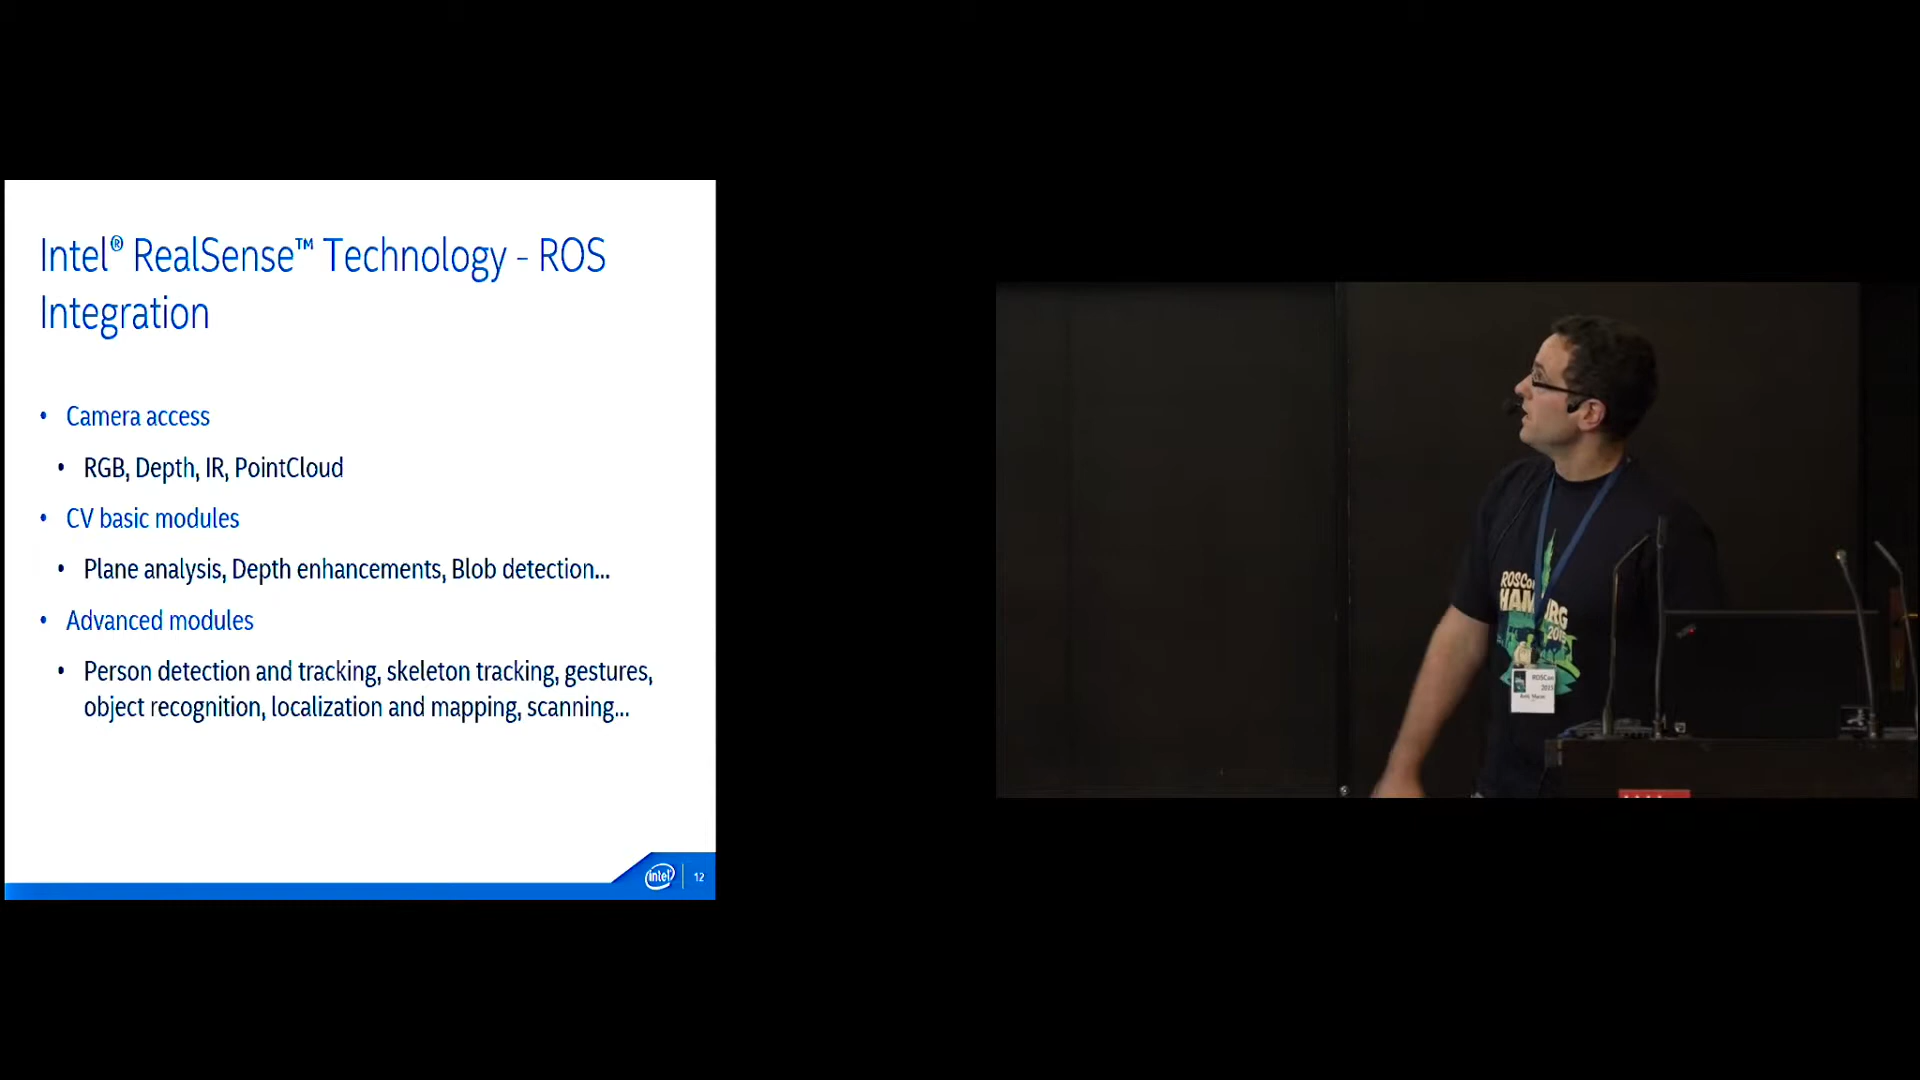 Intel® RealSense™ Technology - ROS
Integration
• Camera access
• RGB, Depth, IR, PointCloud
• CV basic modules
• Plane analysis, Depth enhancements, Blob detection...
• Advanced modules
• Person detection and tracking, skeleton tracking, gestures,
object recognition, localization and mapping, scanning...
intel
12
ROSCon
2015